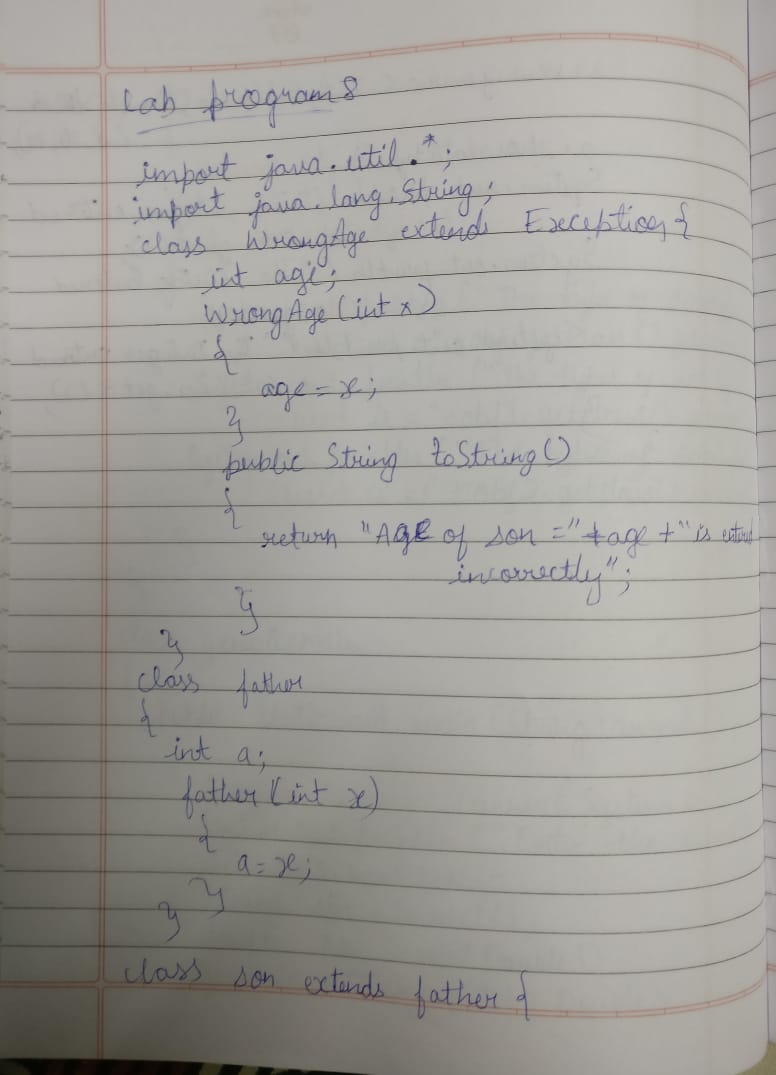 Lab program 8
import java.util.*;
import java.lang.String;
class WrongAge extends Exception {
int age;
WrongAge (int x)
{
age = x;
}
public String toString()
{
return "Age of son =" + age + " is entered
incorrectly";
}
}
class father
{
int a;
father (int x)
{
a = x;
}
}
class son extends father {